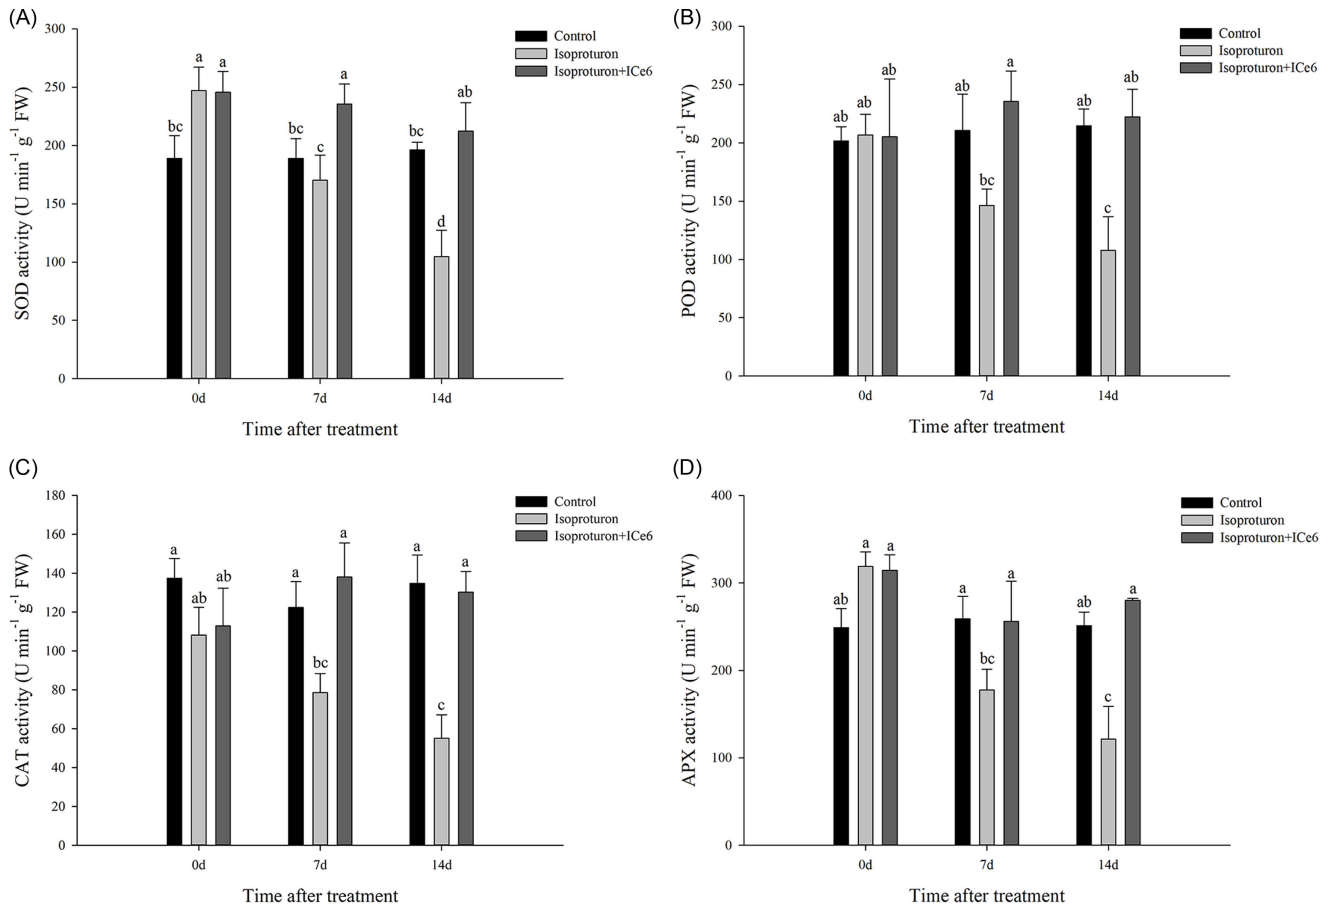 (A)
300
250
200
150
100
50
0
SOD activity (U min⁻¹ g⁻¹ FW)
Control
Isoproturon
Isoproturon+ICe6
bc
a
a
bc
c
a
bc
d
ab
0d
7d
14d
Time after treatment
(B)
300
250
200
150
100
50
0
POD activity (U min⁻¹ g⁻¹ FW)
Control
Isoproturon
Isoproturon+ICe6
ab
ab
ab
ab
bc
a
ab
c
ab
0d
7d
14d
Time after treatment
(C)
180
160
140
120
100
80
60
40
20
0
CAT activity (U min⁻¹ g⁻¹ FW)
Control
Isoproturon
Isoproturon+ICe6
a
ab
ab
a
bc
a
a
c
a
0d
7d
14d
Time after treatment
(D)
400
300
200
100
0
APX activity (U min⁻¹ g⁻¹ FW)
Control
Isoproturon
Isoproturon+ICe6
ab
a
a
a
bc
a
ab
c
a
0d
7d
14d
Time after treatment